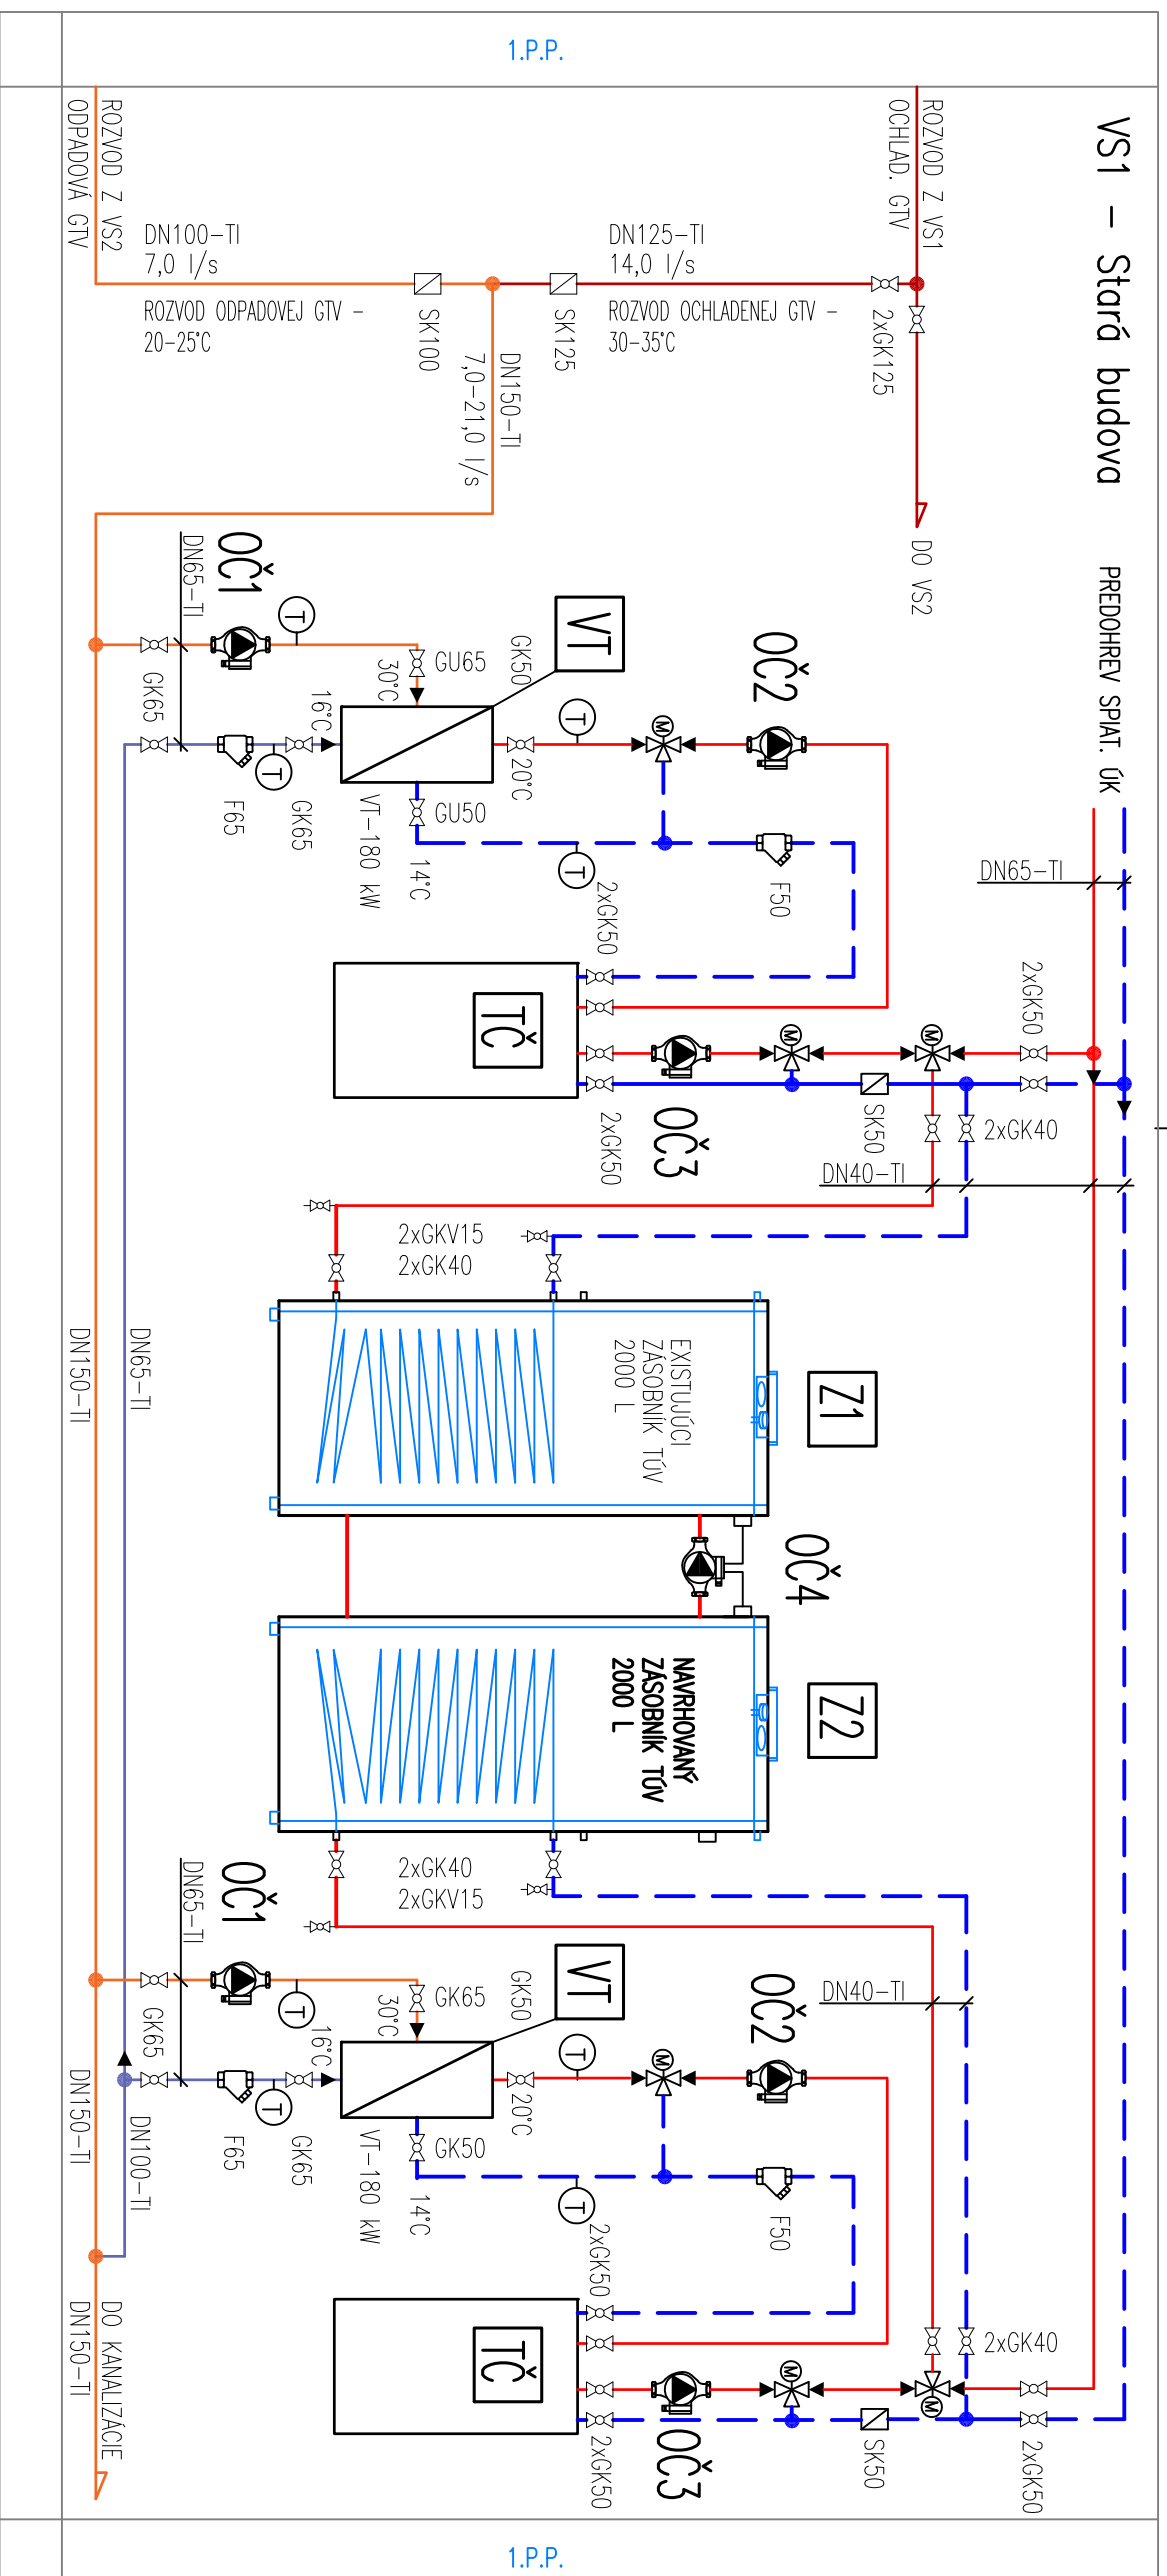 1.P.P.
VS1 – Stará budova
PREDOHREV SPIAT. ÚK
ROZVOD Z VS1
OCHLAD. GTV
ROZVOD Z VS2
ODPADOVÁ GTV
DN100-TI
7,0 l/s
ROZVOD ODPADOVEJ GTV –
20-25°C
DN125-TI
14,0 l/s
ROZVOD OCHLADENEJ GTV –
30-35°C
SK100
SK125
2xGK125
DN150-TI
7,0-21,0 l/s
DO VS2
OČ1
DN65-TI
T
GK65
GU65
30°C
16°C
F65
T
GK65
VT
GK50
20°C
GU50
14°C
VT-180 kW
T
T
M
OČ2
F50
2xGK50
TČ
2xGK50
OČ3
M
M
SK50
2xGK50
2xGK40
DN65-TI
DN40-TI
2xGKV15
2xGK40
EXISTUJÚCI
ZÁSOBNÍK TÚV
2000 L
Z1
OČ4
DN65-TI
DN150-TI
NAVRHOVANÝ
ZÁSOBNÍK TÚV
2000 L
Z2
2xGK40
2xGKV15
OČ1
DN65-TI
T
GK65
GK65
30°C
16°C
F65
T
GK65
VT
GK50
20°C
GK50
14°C
VT-180 kW
T
T
M
OČ2
F50
DN40-TI
2xGK50
TČ
2xGK50
OČ3
M
M
SK50
2xGK40
2xGK50
DN100-TI
DN150-TI
DO KANALIZÁCIE
DN150-TI
1.P.P.